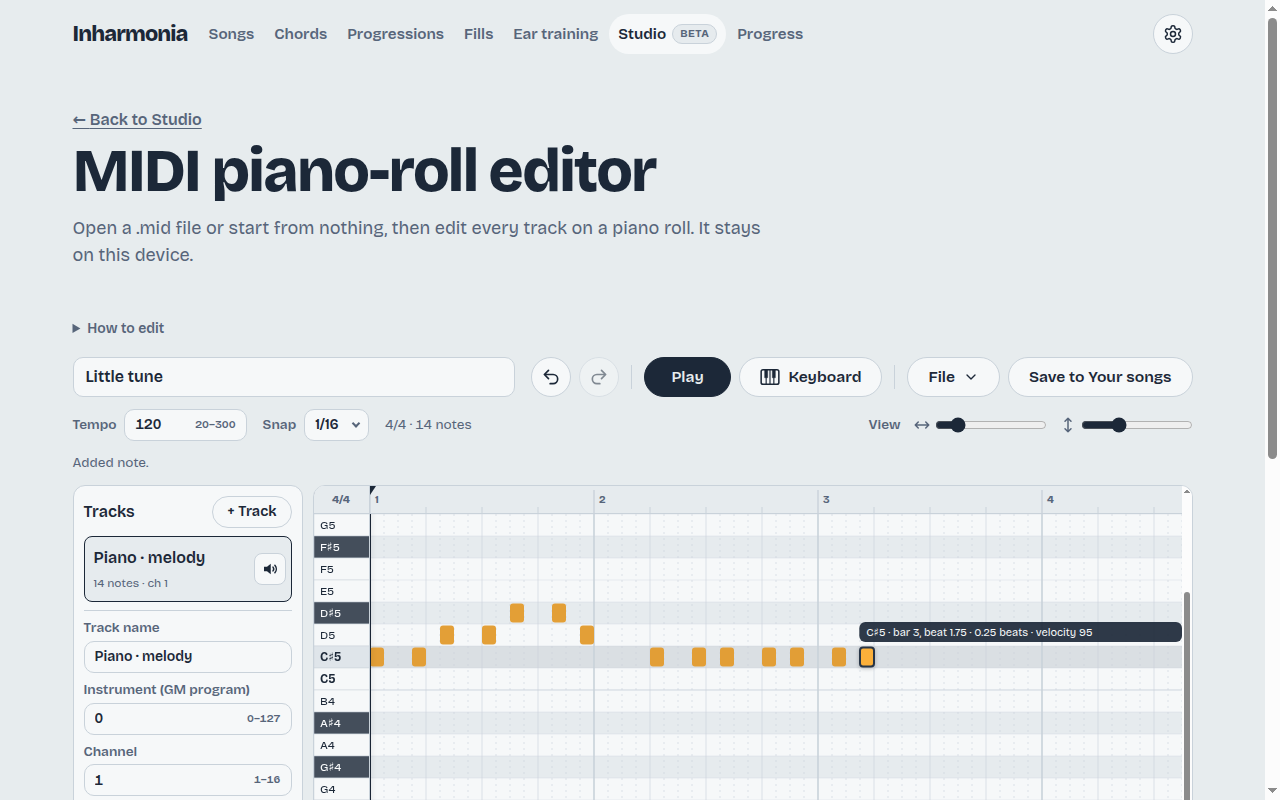 Inharmonia Songs Chords Progressions Fills Ear training Studio BETA Progress
← Back to Studio
MIDI piano-roll editor
Open a .mid file or start from nothing, then edit every track on a piano roll. It stays
on this device.
▶ How to edit
Little tune Play Keyboard File Save to Your songs
Tempo 120 20–300 Snap 1/16 4/4 · 14 notes View
Added note.
Tracks + Track
Piano · melody
14 notes · ch 1
Track name
Piano · melody
Instrument (GM program)
0 0–127
Channel
1 1–16
4/4 1 2 3 4
G5
F♯5
F5
E5
D♯5
D5
C♯5 · bar 3, beat 1.75 · 0.25 beats · velocity 95
C♯5
C5
B4
A♯4
A4
G♯4
G4